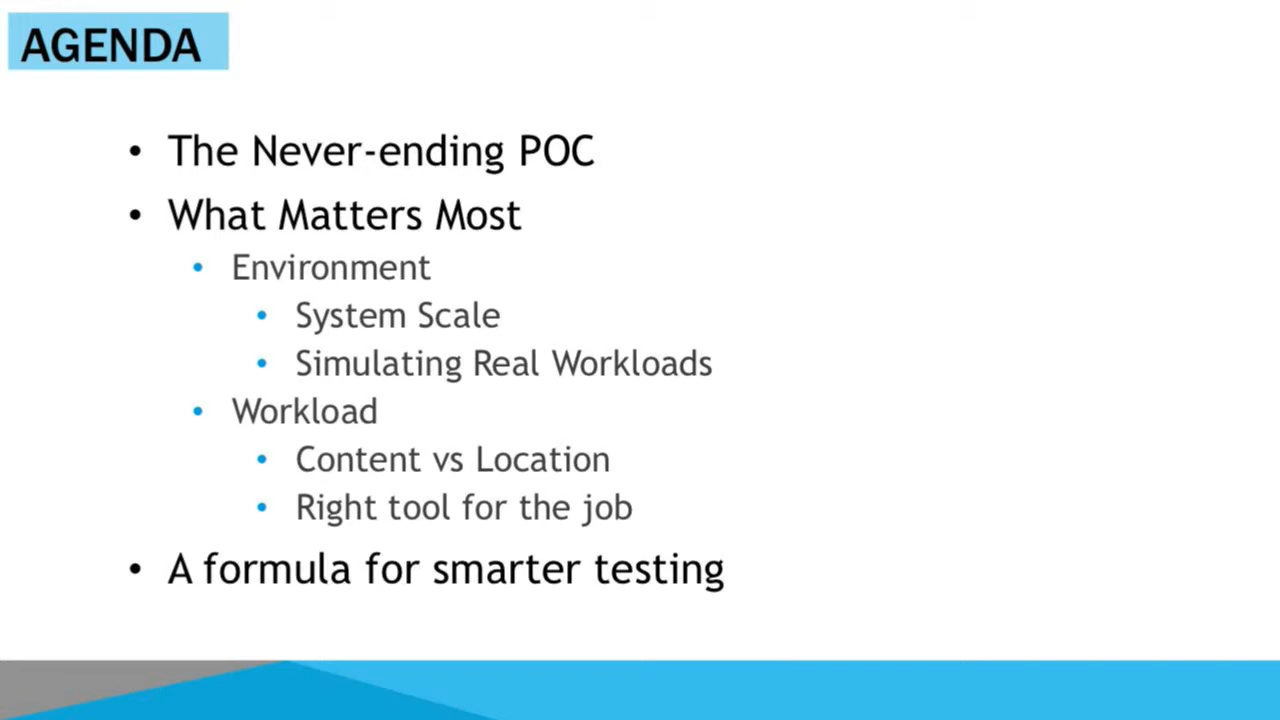 AGENDA
• The Never-ending POC
• What Matters Most
• Environment
• System Scale
• Simulating Real Workloads
• Workload
• Content vs Location
• Right tool for the job
• A formula for smarter testing